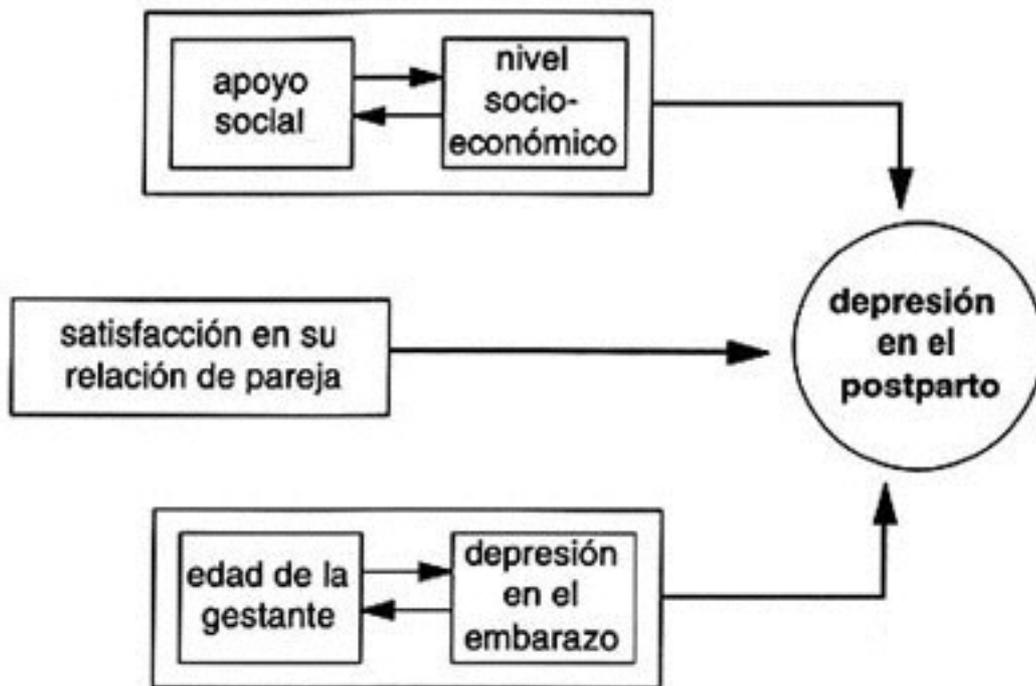 apoyo
social
nivel
socio-
económico
satisfacción en su
relación de pareja
depresión
en el
postparto
edad de la
gestante
depresión
en el
embarazo